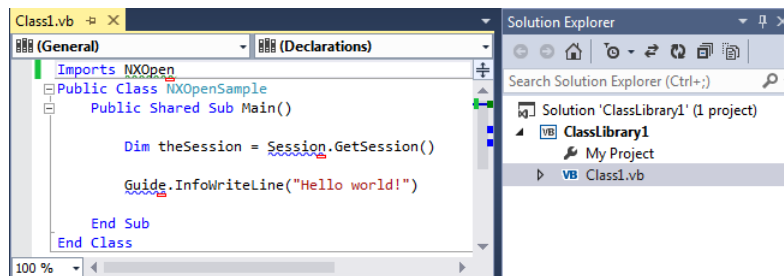 Class1.vb
(General)
(Declarations)
Imports NXOpen
Public Class NXOpenSample
Public Shared Sub Main()
Dim theSession = Session.GetSession()
Guide.InfoWriteLine("Hello world!")
End Sub
End Class
100 %
Solution Explorer
Search Solution Explorer (Ctrl+;)
Solution 'ClassLibrary1' (1 project)
VB ClassLibrary1
My Project
VB Class1.vb